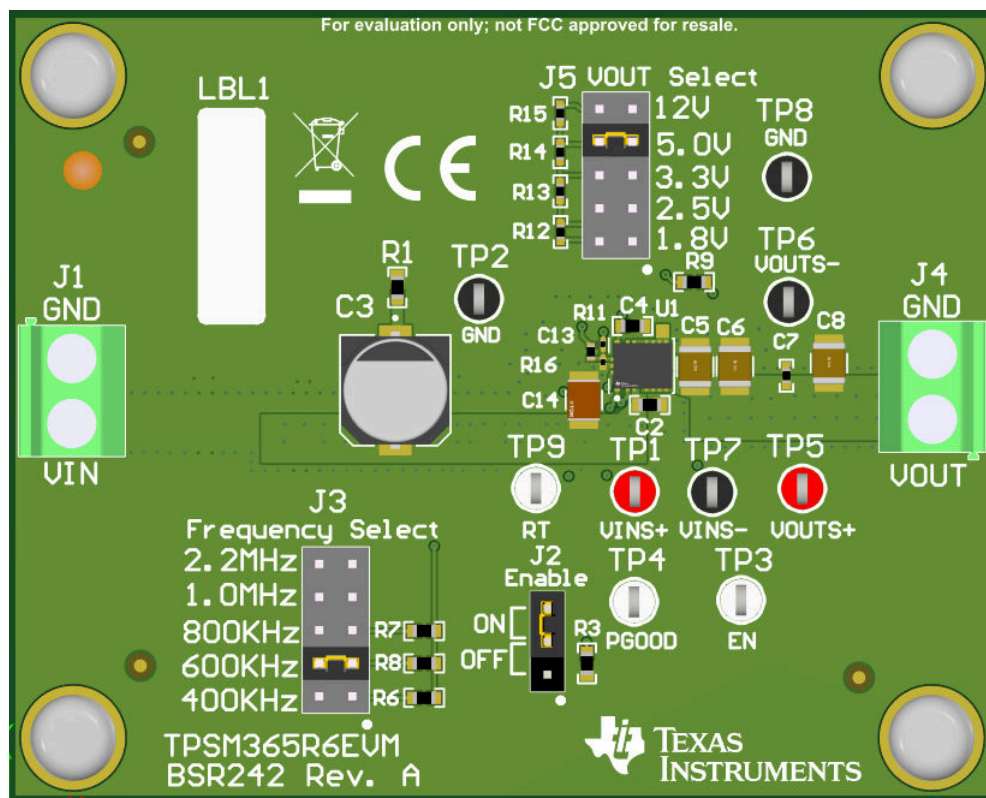 For evaluation only; not FCC approved for resale.
J5 VOUT Select
LBL1
R15
12V
TP8
GND
R14
5.0V
R13
3.3V
2.5V
R12
1.8V
TP6
VOUTS-
J1
GND
R1
TP2
GND
R9
J4
GND
C3
C4
U1
R11
C13
R16
C5
C6
C7
C8
C14
C2
VIN
TP9
RT
TP1
VINS+
TP7
VINS-
TP5
VOUTS+
VOUT
J3
Frequency Select
2.2MHz
1.0MHz
800KHz
R7
600KHz
R8
400KHz
R6
J2
Enable
ON
OFF
R3
TP4
PGOOD
TP3
EN
TPSM365R6EVM
BSR242 Rev. A
TEXAS
INSTRUMENTS